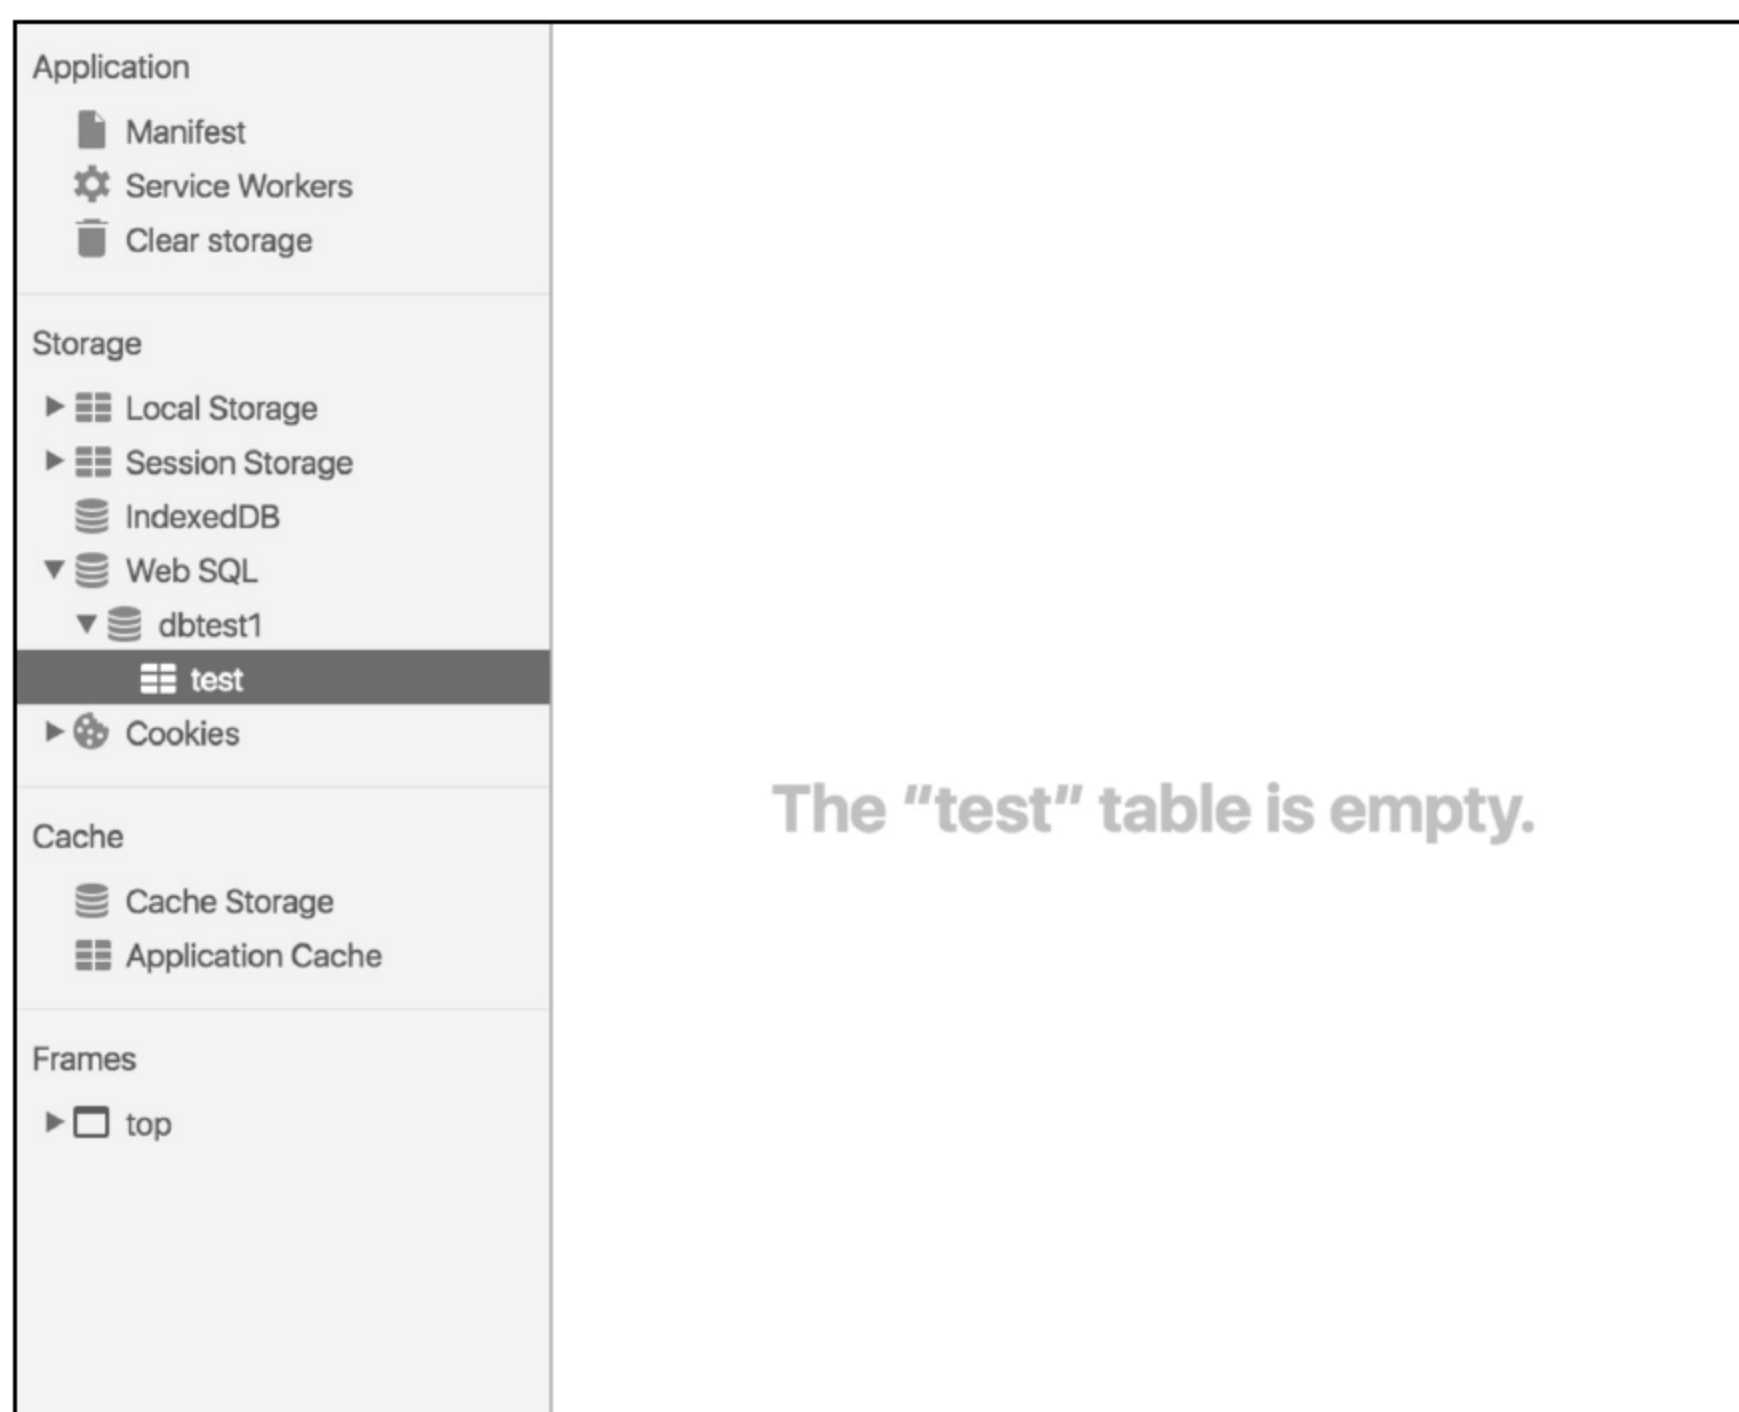 Application
Manifest
Service Workers
Clear storage
Storage
Local Storage
Session Storage
IndexedDB
Web SQL
dbtest1
test
Cookies
Cache
Cache Storage
Application Cache
Frames
top
The "test" table is empty.